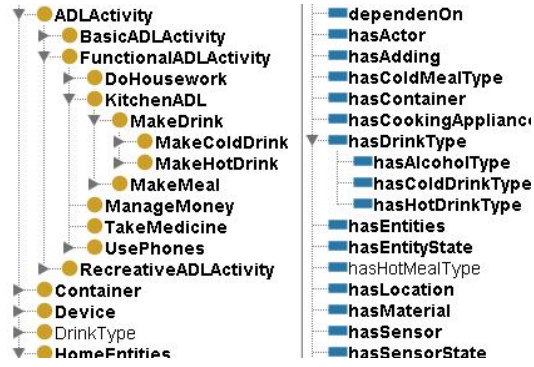 ADLActivity
BasicADLActivity
FunctionalADLActivity
DoHousework
KitchenADL
MakeDrink
MakeColdDrink
MakeHotDrink
MakeMeal
ManageMoney
TakeMedicine
UsePhones
RecreativeADLActivity
Container
Device
DrinkType
HomeEntities
dependenOn
hasActor
hasAdding
hasColdMealType
hasContainer
hasCookingAppliance
hasDrinkType
hasAlcoholType
hasColdDrinkType
hasHotDrinkType
hasEntities
hasEntityState
hasHotMealType
hasLocation
hasMaterial
hasSensor
hasSensorState